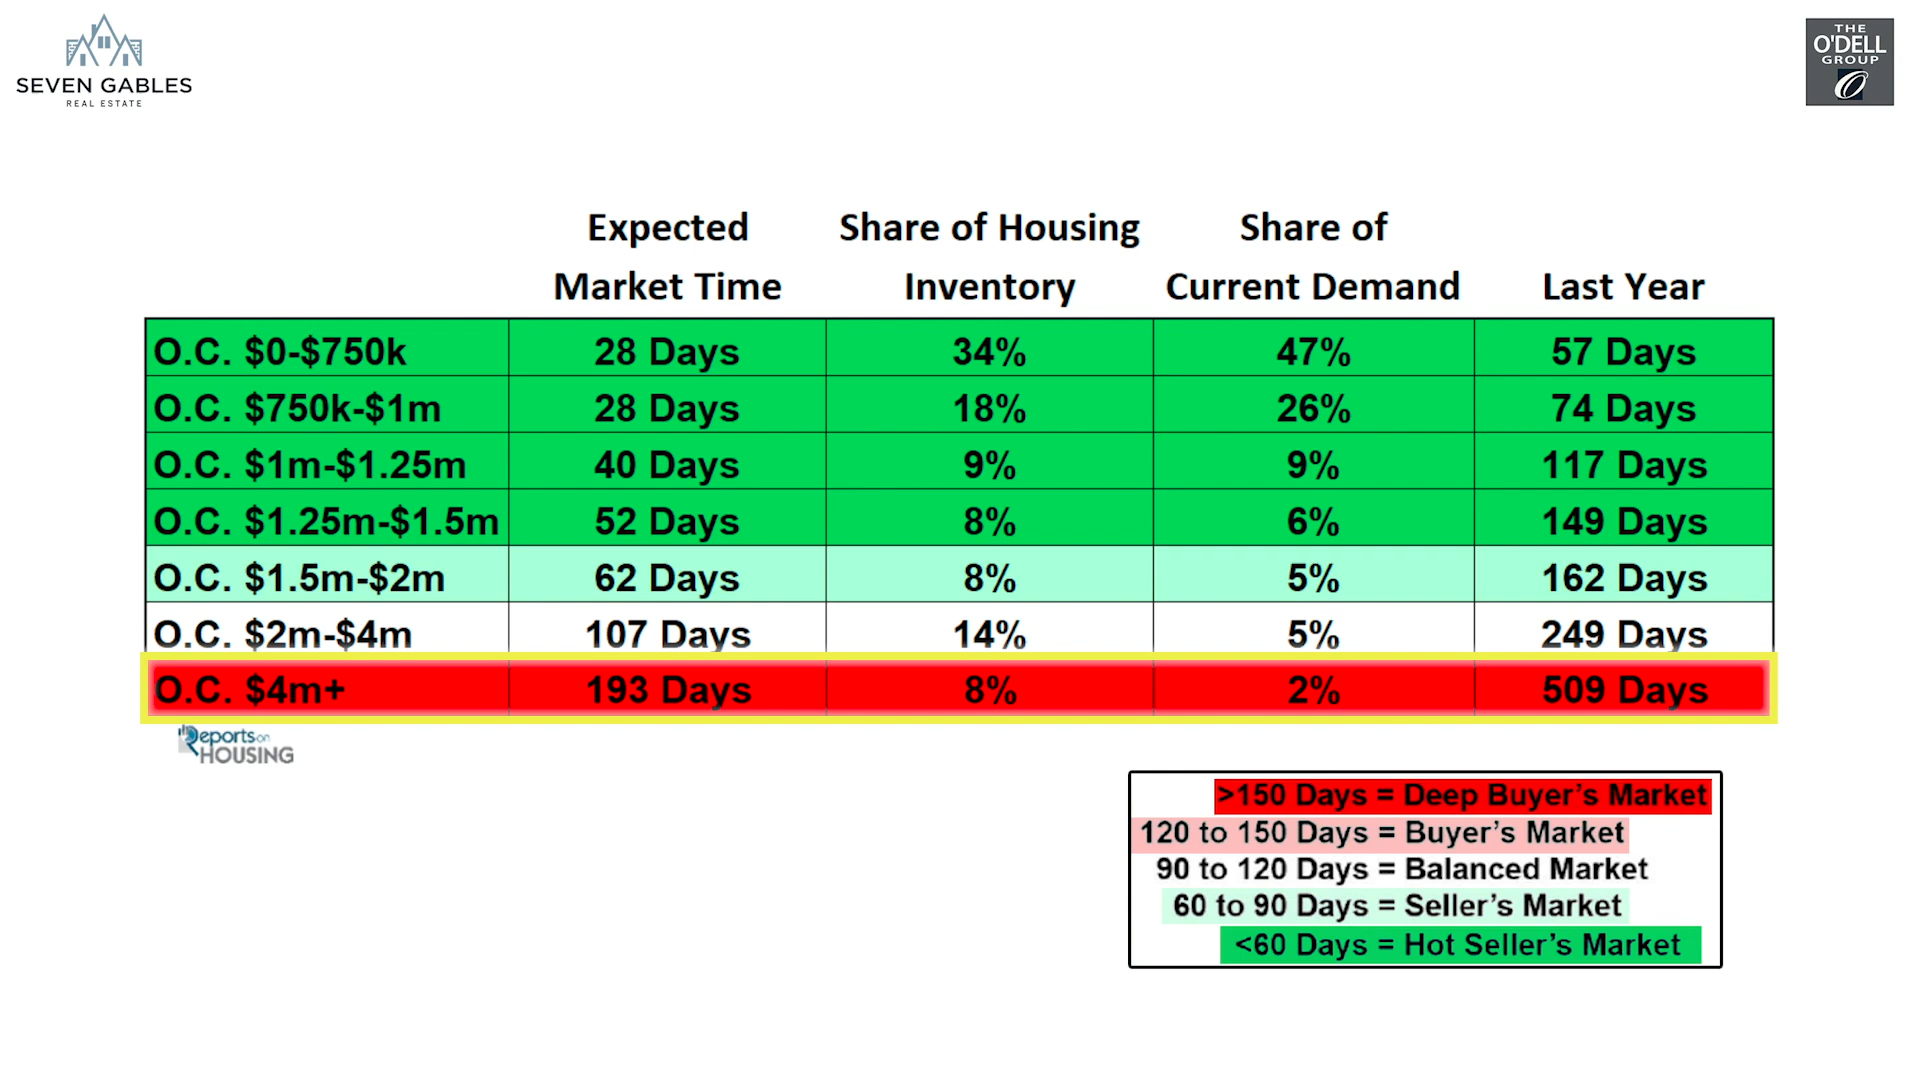 SEVEN GABLES
REAL ESTATE
THE
O'DELL
GROUP
O
Expected Market Time
Share of Housing Inventory
Share of Current Demand
Last Year
O.C. $0-$750k 28 Days 34% 47% 57 Days
O.C. $750k-$1m 28 Days 18% 26% 74 Days
O.C. $1m-$1.25m 40 Days 9% 9% 117 Days
O.C. $1.25m-$1.5m 52 Days 8% 6% 149 Days
O.C. $1.5m-$2m 62 Days 8% 5% 162 Days
O.C. $2m-$4m 107 Days 14% 5% 249 Days
O.C. $4m+ 193 Days 8% 2% 509 Days
Reports on
HOUSING
>150 Days = Deep Buyer’s Market
120 to 150 Days = Buyer’s Market
90 to 120 Days = Balanced Market
60 to 90 Days = Seller’s Market
<60 Days = Hot Seller’s Market